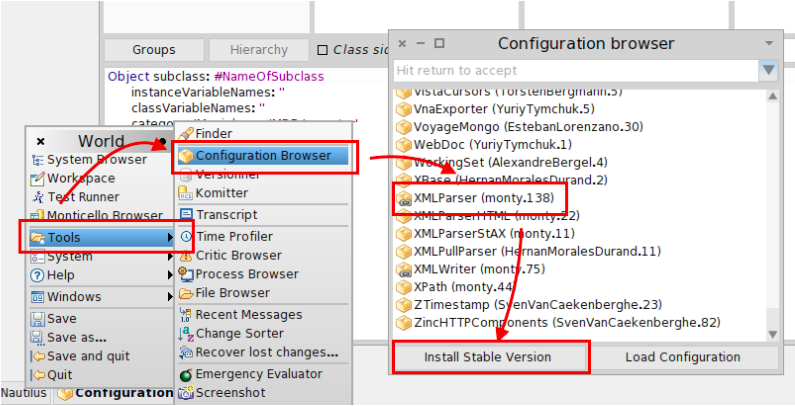 Groups
Hierarchy
Class sid
Object subclass: #NameOfSubclass
instanceVariableNames: ''
classVariableNames: ''
World
System Browser
Workspace
Test Runner
Monticello Browser
Tools
System
Help
Windows
Save
Save as...
Save and quit
Quit
Nautilus
Configuration
Finder
Configuration Browser
Versionner
Komitter
Transcript
Time Profiler
Critic Browser
Process Browser
File Browser
Recent Messages
Change Sorter
Recover lost changes...
Emergency Evaluator
Screenshot
Configuration browser
Hit return to accept
VistaCursors (TorstenBergmann.5)
VnaExporter (YuriyTymchuk.5)
VoyageMongo (EstebanLorenzano.30)
WebDoc (YuriyTymchuk.1)
WorkingSet (AlexandreBergel.4)
XBase (HernanMoralesDurand.2)
XMLParser (monty.138)
XMLParserHTML (monty.22)
XMLParserStAX (monty.11)
XMLPullParser (HernanMoralesDurand.11)
XMLWriter (monty.75)
XPath (monty.44)
ZTimestamp (SvenVanCaekenberghe.23)
ZincHTTPComponents (SvenVanCaekenberghe.82)
Install Stable Version
Load Configuration